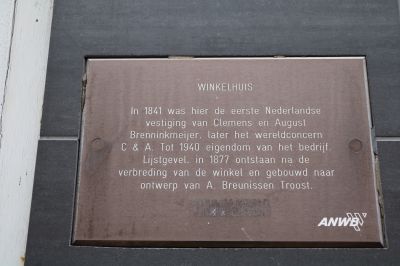 WINKELHUIS
In 1841 was hier de eerste Nederlandse
vestiging van Clemens en August
Brenninkmeijer, later het wereldconcern
C & A. Tot 1940 eigendom van het bedrijf.
Lijstgevel, in 1877 ontstaan na de
verbreding van de winkel en gebouwd naar
ontwerp van A. Breunissen Troost.
ANWB